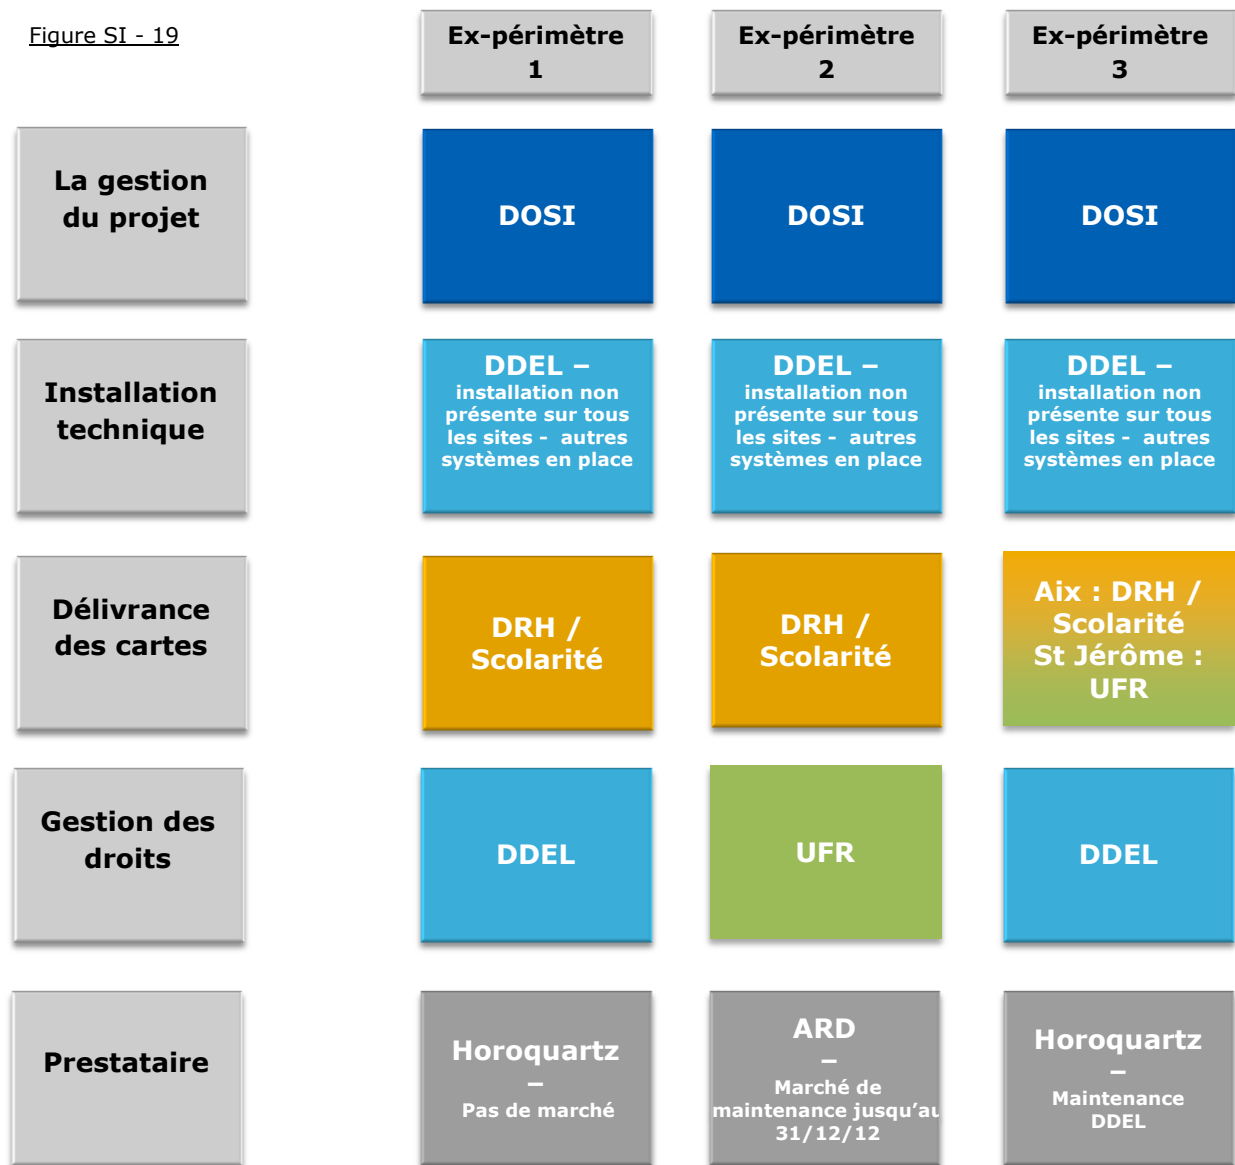 Figure SI - 19
Ex-périmètre
1
Ex-périmètre
2
Ex-périmètre
3
La gestion
du projet
DOSI
DOSI
DOSI
Installation
technique
DDEL –
installation non
présente sur tous
les sites - autres
systèmes en place
DDEL –
installation non
présente sur tous
les sites - autres
systèmes en place
DDEL –
installation non
présente sur tous
les sites - autres
systèmes en place
Délivrance
des cartes
DRH /
Scolarité
DRH /
Scolarité
Aix : DRH /
Scolarité
St Jérôme :
UFR
Gestion des
droits
DDEL
UFR
DDEL
Prestataire
Horoquartz
–
Pas de marché
ARD
–
Marché de
maintenance jusqu’au
31/12/12
Horoquartz
–
Maintenance
DDEL